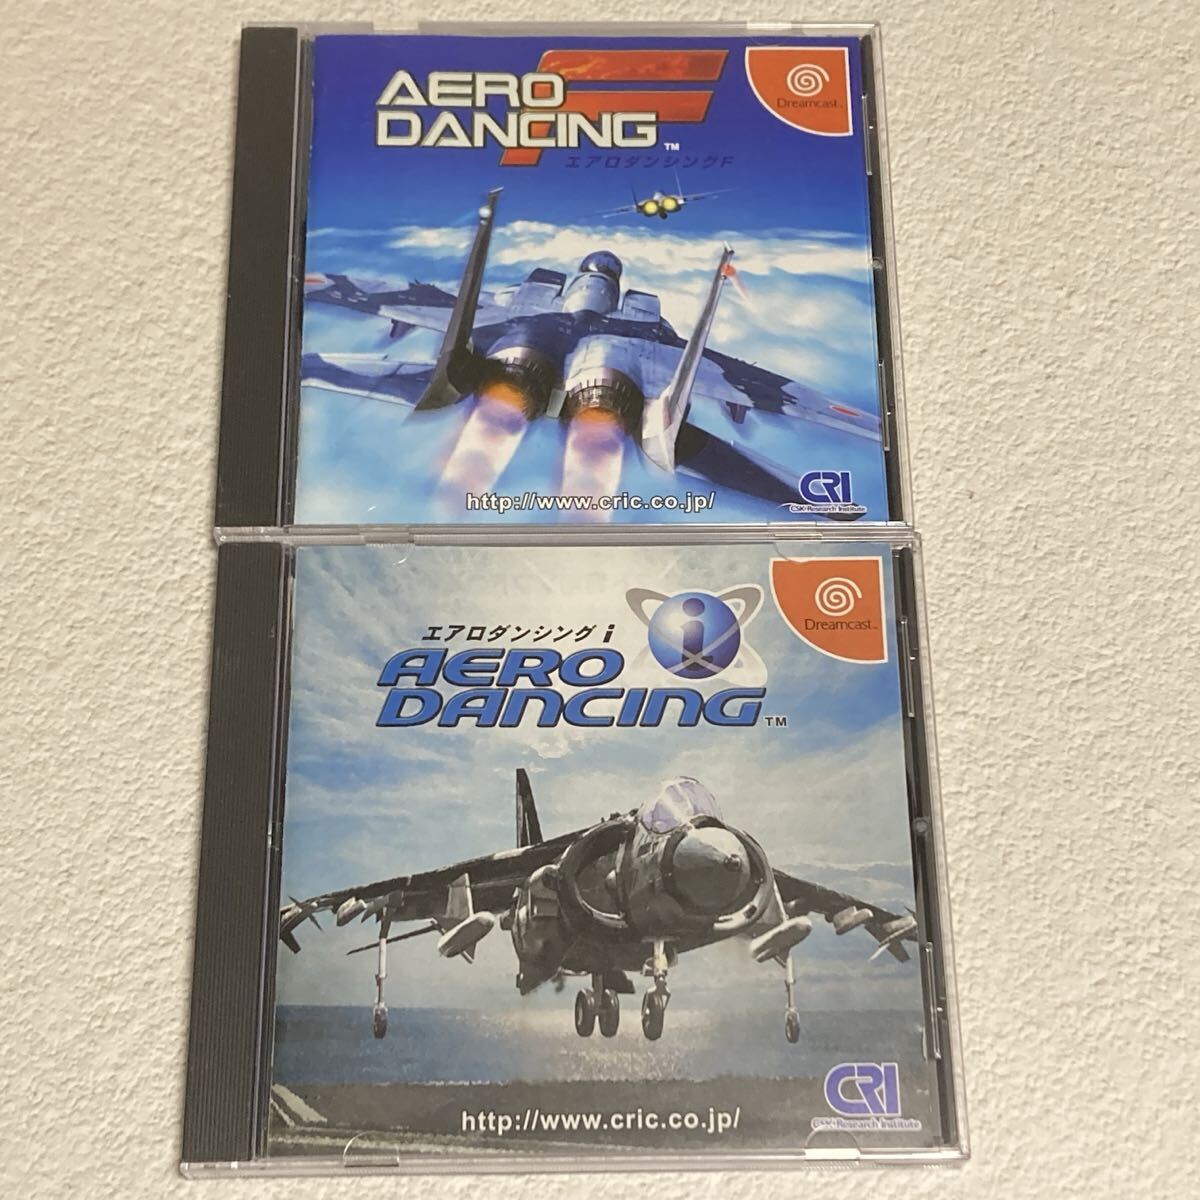 AERO
DANCING F TM
エアロダンシングF
Dreamcast TM
http://www.cric.co.jp/
CRI
CSK・Research Institute
エアロダンシング i
i
AERO
DANCING TM
Dreamcast TM
http://www.cric.co.jp/
CRI
CSK・Research Institute